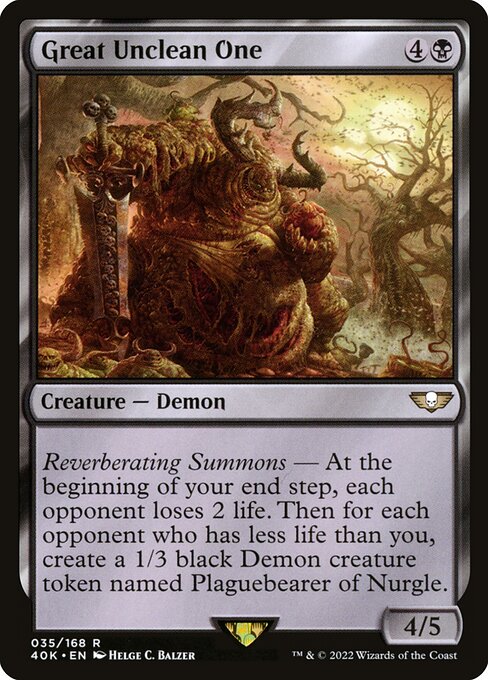 Great Unclean One 4
Creature — Demon
Reverberating Summons — At the
beginning of your end step, each
opponent loses 2 life. Then for each
opponent who has less life than you,
create a 1/3 black Demon creature
token named Plaguebearer of Nurgle.
4/5
035/168 R
40K • EN Helge C. Balzer ™ & © 2022 Wizards of the Coast